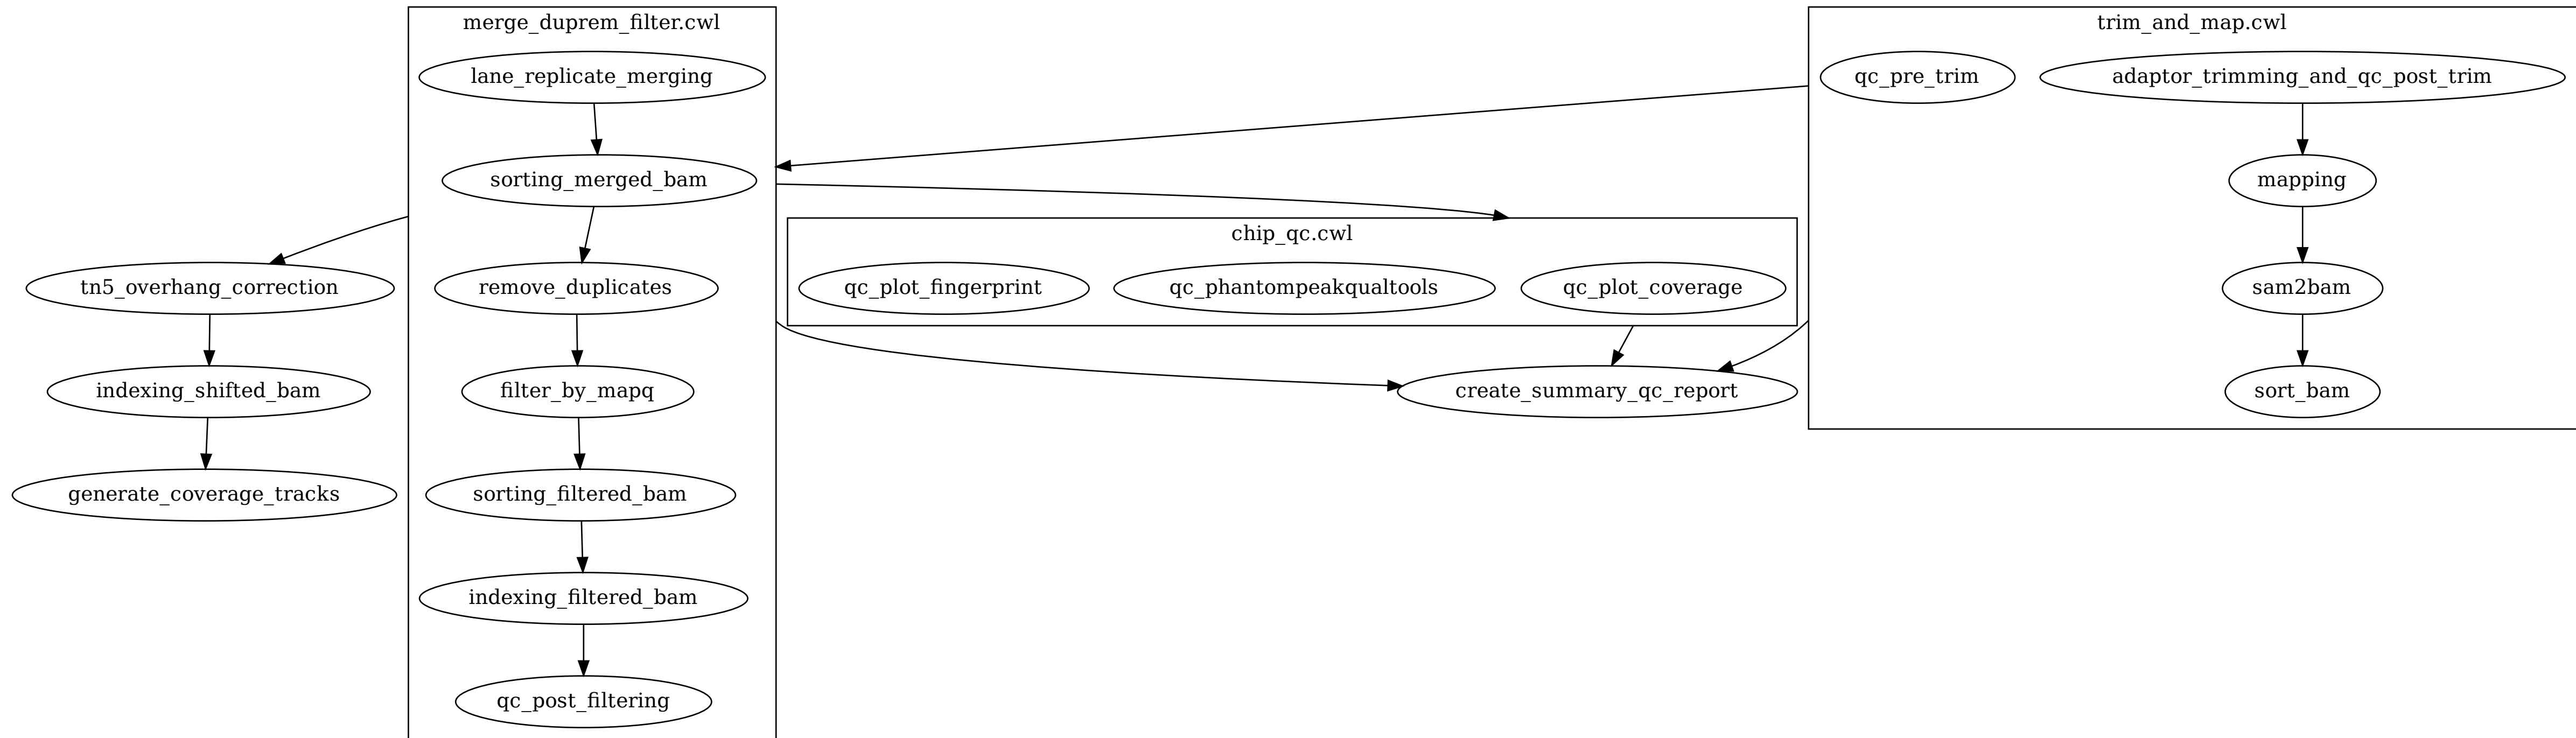 merge_duprem_filter.cwl
lane_replicate_merging
sorting_merged_bam
remove_duplicates
filter_by_mapq
sorting_filtered_bam
indexing_filtered_bam
qc_post_filtering
tn5_overhang_correction
indexing_shifted_bam
generate_coverage_tracks
chip_qc.cwl
qc_plot_fingerprint
qc_phantompeakqualtools
qc_plot_coverage
create_summary_qc_report
trim_and_map.cwl
qc_pre_trim
adaptor_trimming_and_qc_post_trim
mapping
sam2bam
sort_bam